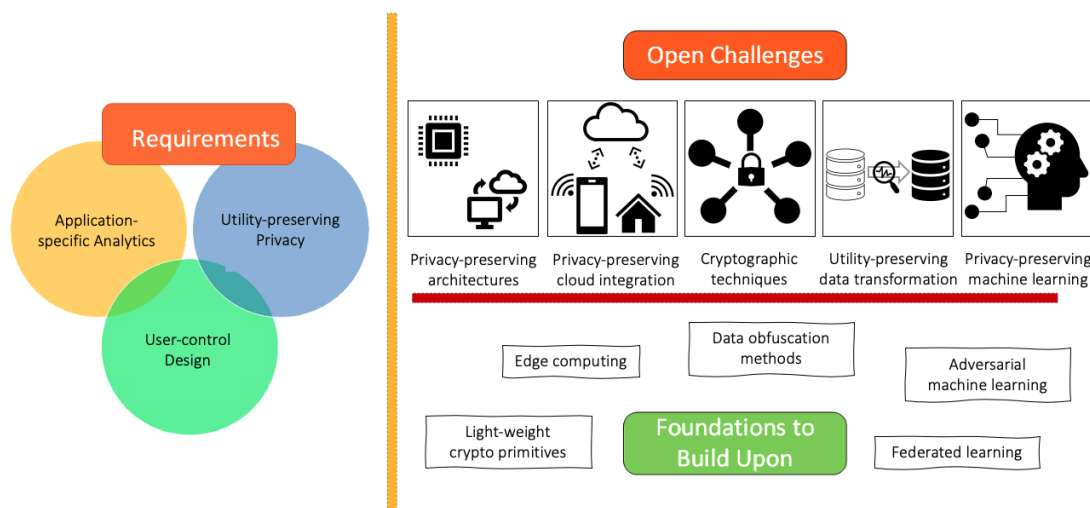 Requirements
Application-
specific Analytics
Utility-preserving
Privacy
User-control
Design
Open Challenges
Privacy-preserving
architectures
Privacy-preserving
cloud integration
Cryptographic
techniques
Utility-preserving
data transformation
Privacy-preserving
machine learning
Edge computing
Data obfuscation
methods
Adversarial
machine learning
Light-weight
crypto primitives
Foundations to
Build Upon
Federated learning